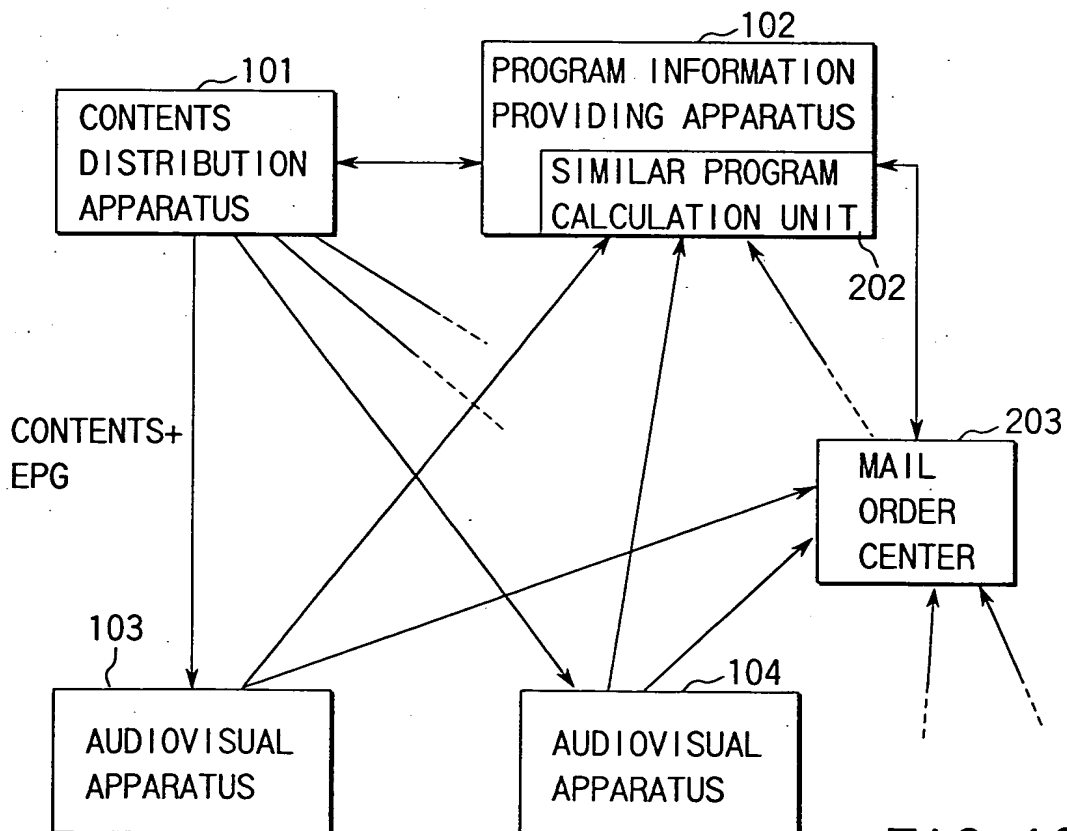 101
CONTENTS
DISTRIBUTION
APPARATUS
102
PROGRAM INFORMATION
PROVIDING APPARATUS
SIMILAR PROGRAM
CALCULATION UNIT
202
CONTENTS+
EPG
203
MAIL
ORDER
CENTER
103
AUDIOVISUAL
APPARATUS
104
AUDIOVISUAL
APPARATUS